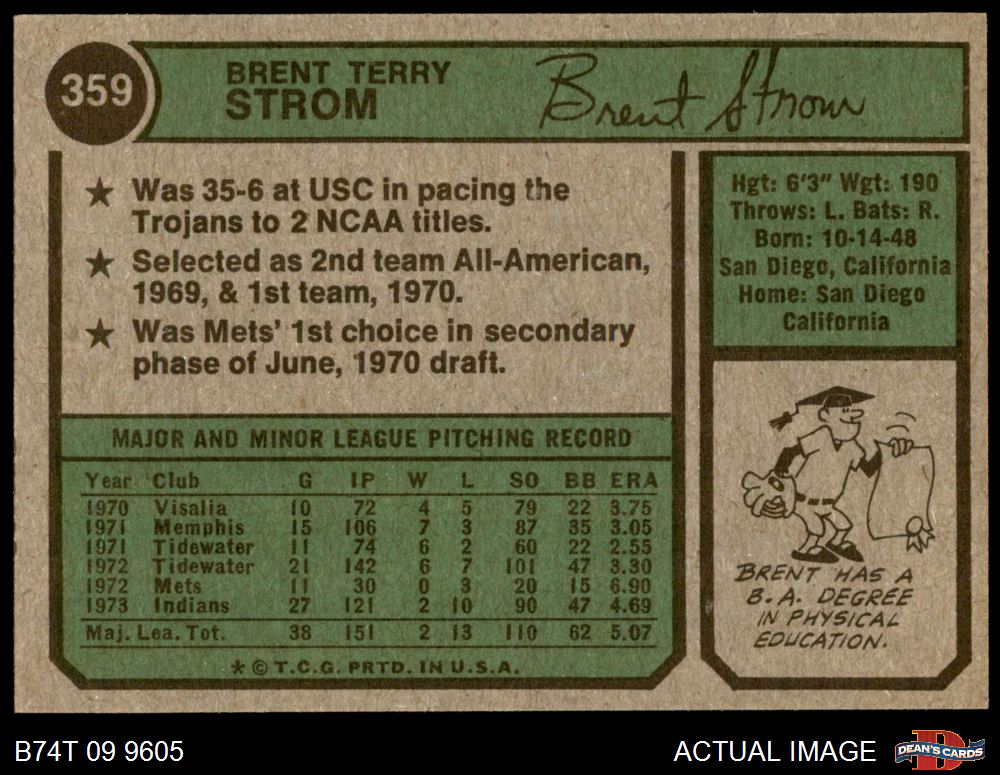 359
BRENT TERRY
STROM
Brent Strom
★ Was 35-6 at USC in pacing the
Trojans to 2 NCAA titles.
★ Selected as 2nd team All-American,
1969, & 1st team, 1970.
★ Was Mets' 1st choice in secondary
phase of June, 1970 draft.
Hgt: 6'3" Wgt: 190
Throws: L. Bats: R.
Born: 10-14-48
San Diego, California
Home: San Diego
California
MAJOR AND MINOR LEAGUE PITCHING RECORD
Year Club G IP W L SO BB ERA
1970 Visalia 10 72 4 5 79 22 3.75
1971 Memphis 15 106 7 3 87 35 3.05
1971 Tidewater 11 74 6 2 60 22 2.55
1972 Tidewater 21 142 6 7 101 47 3.30
1972 Mets 11 30 0 3 20 15 6.90
1973 Indians 27 121 2 10 90 47 4.69
Maj. Lea. Tot. 38 151 2 13 110 62 5.07
* © T.C.G. PRTD. IN U.S.A.
BRENT HAS A
B.A. DEGREE
IN PHYSICAL
EDUCATION.
B74T 09 9605
ACTUAL IMAGE
D
DEAN'S CARDS